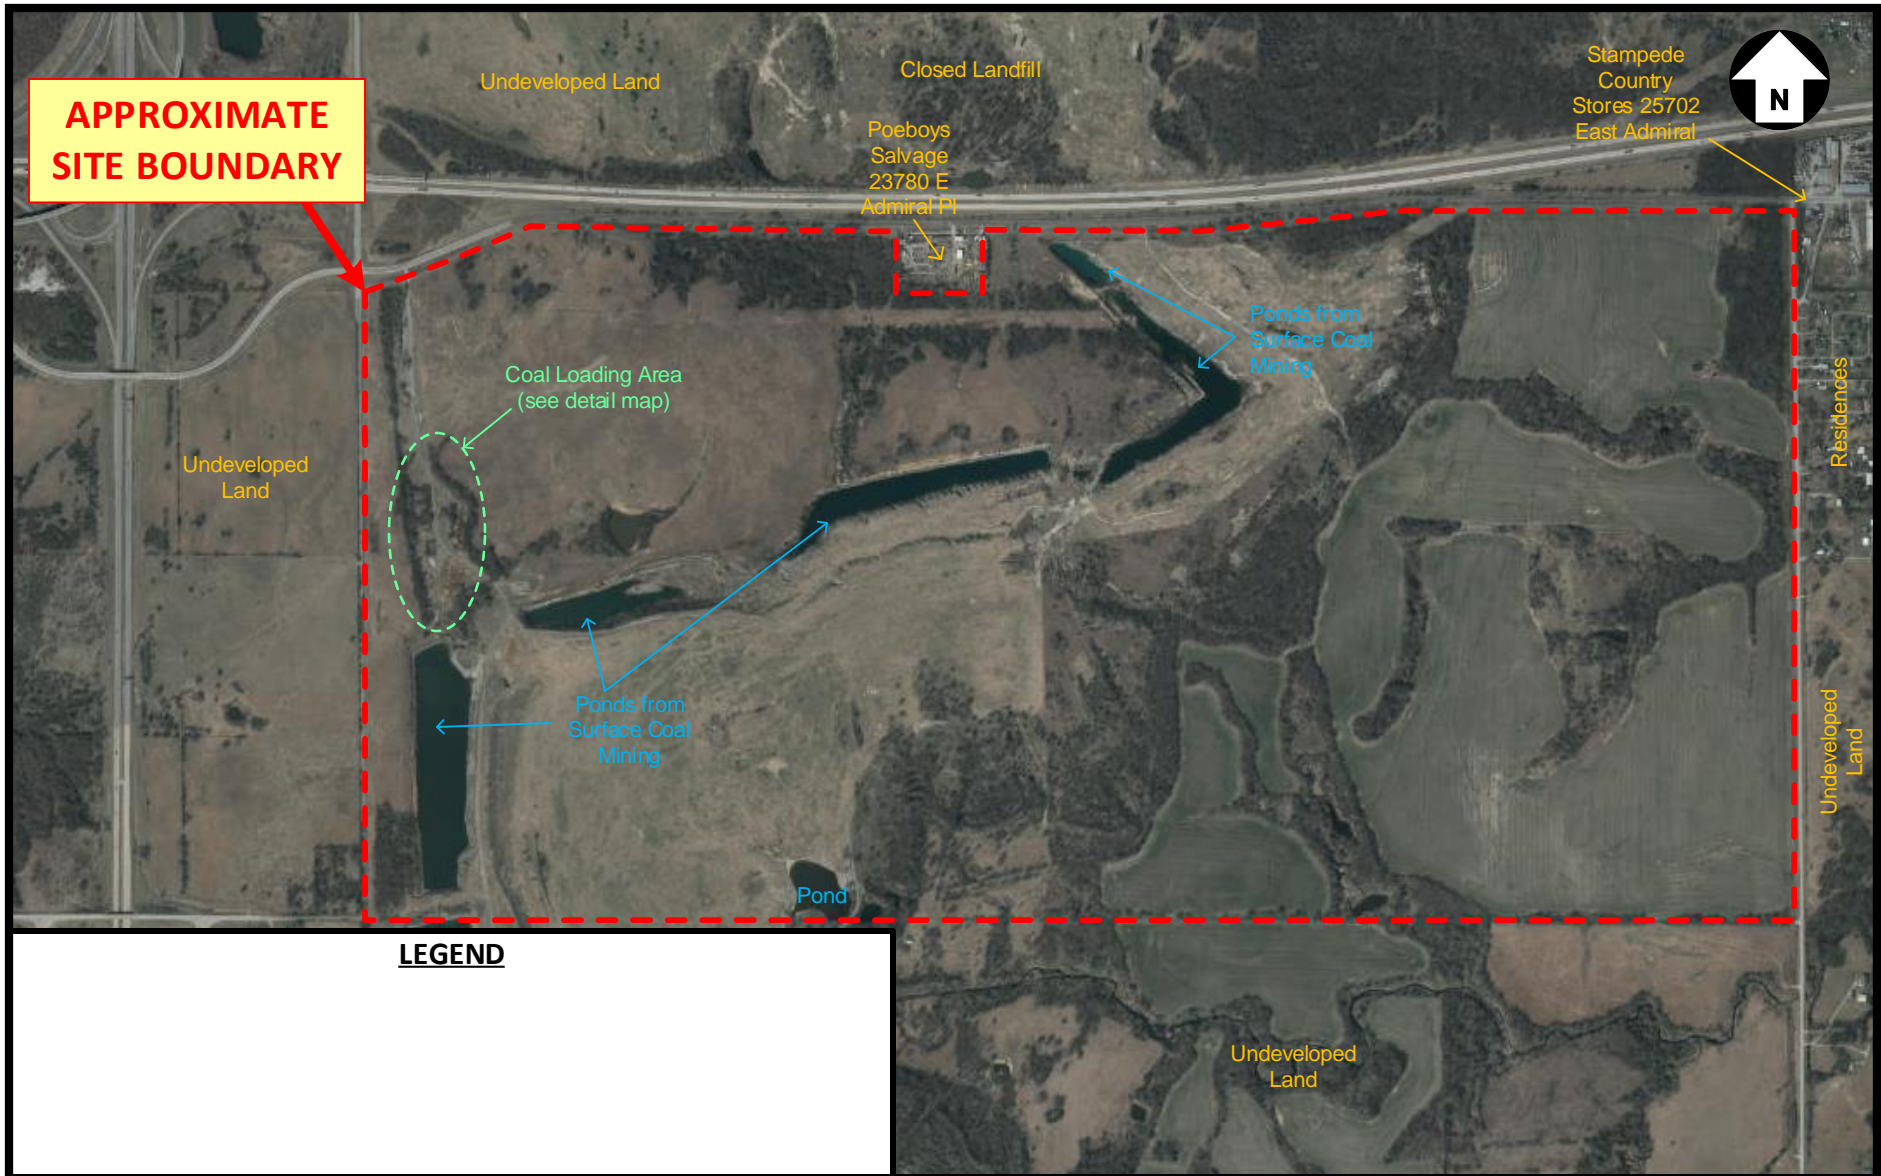 Undeveloped Land
Closed Landfill
Stampede
Country
Stores 25702
East Admiral
N
APPROXIMATE
SITE BOUNDARY
Poeboys
Salvage
23780 E
Admiral Pl
Ponds from
Surface Coal
Mining
Coal Loading Area
(see detail map)
Residences
Undeveloped
Land
Ponds from
Surface Coal
Mining
Undeveloped
Land
Pond
LEGEND
Undeveloped
Land